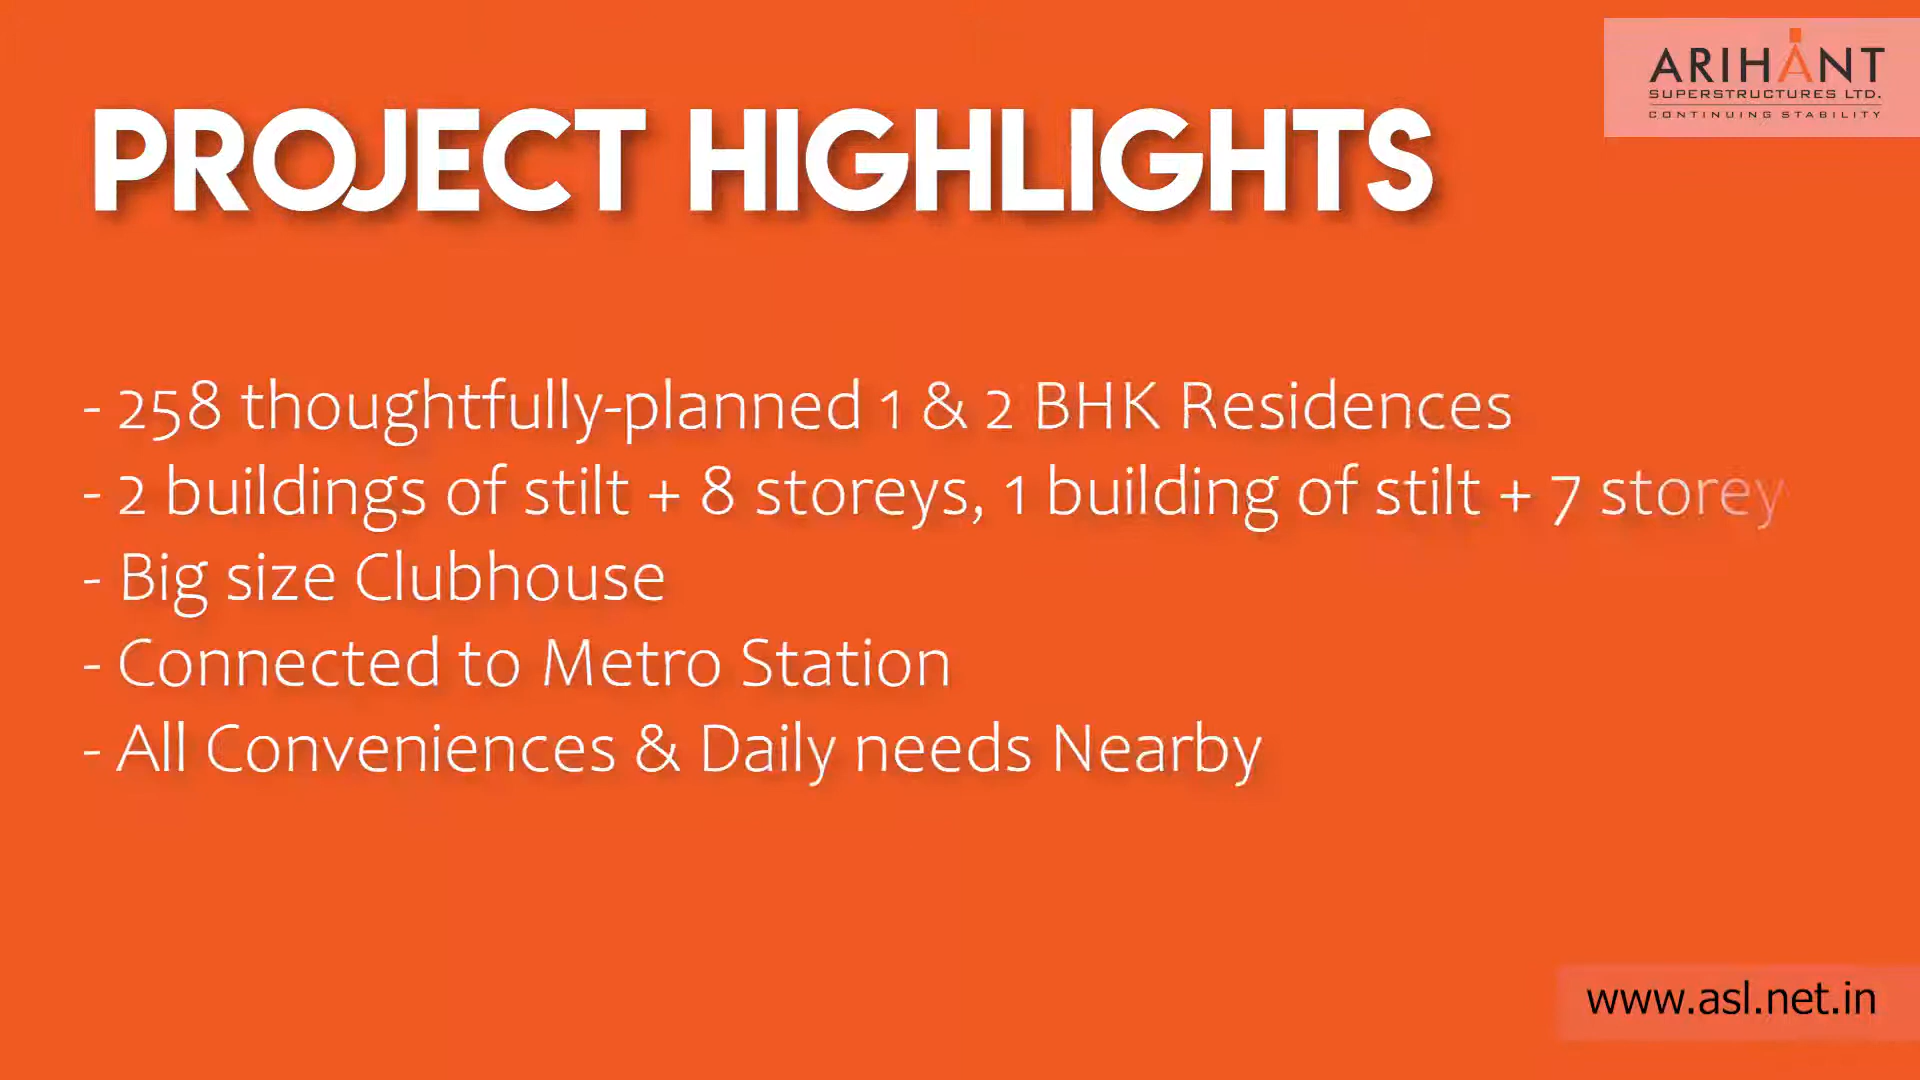 ARIHANT
SUPERSTRUCTURES LTD.
CONTINUING STABILITY
PROJECT HIGHLIGHTS
- 258 thoughtfully-planned 1 & 2 BHK Residences
- 2 buildings of stilt + 8 storeys, 1 building of stilt + 7 storey
- Big size Clubhouse
- Connected to Metro Station
- All Conveniences & Daily needs Nearby
www.asl.net.in